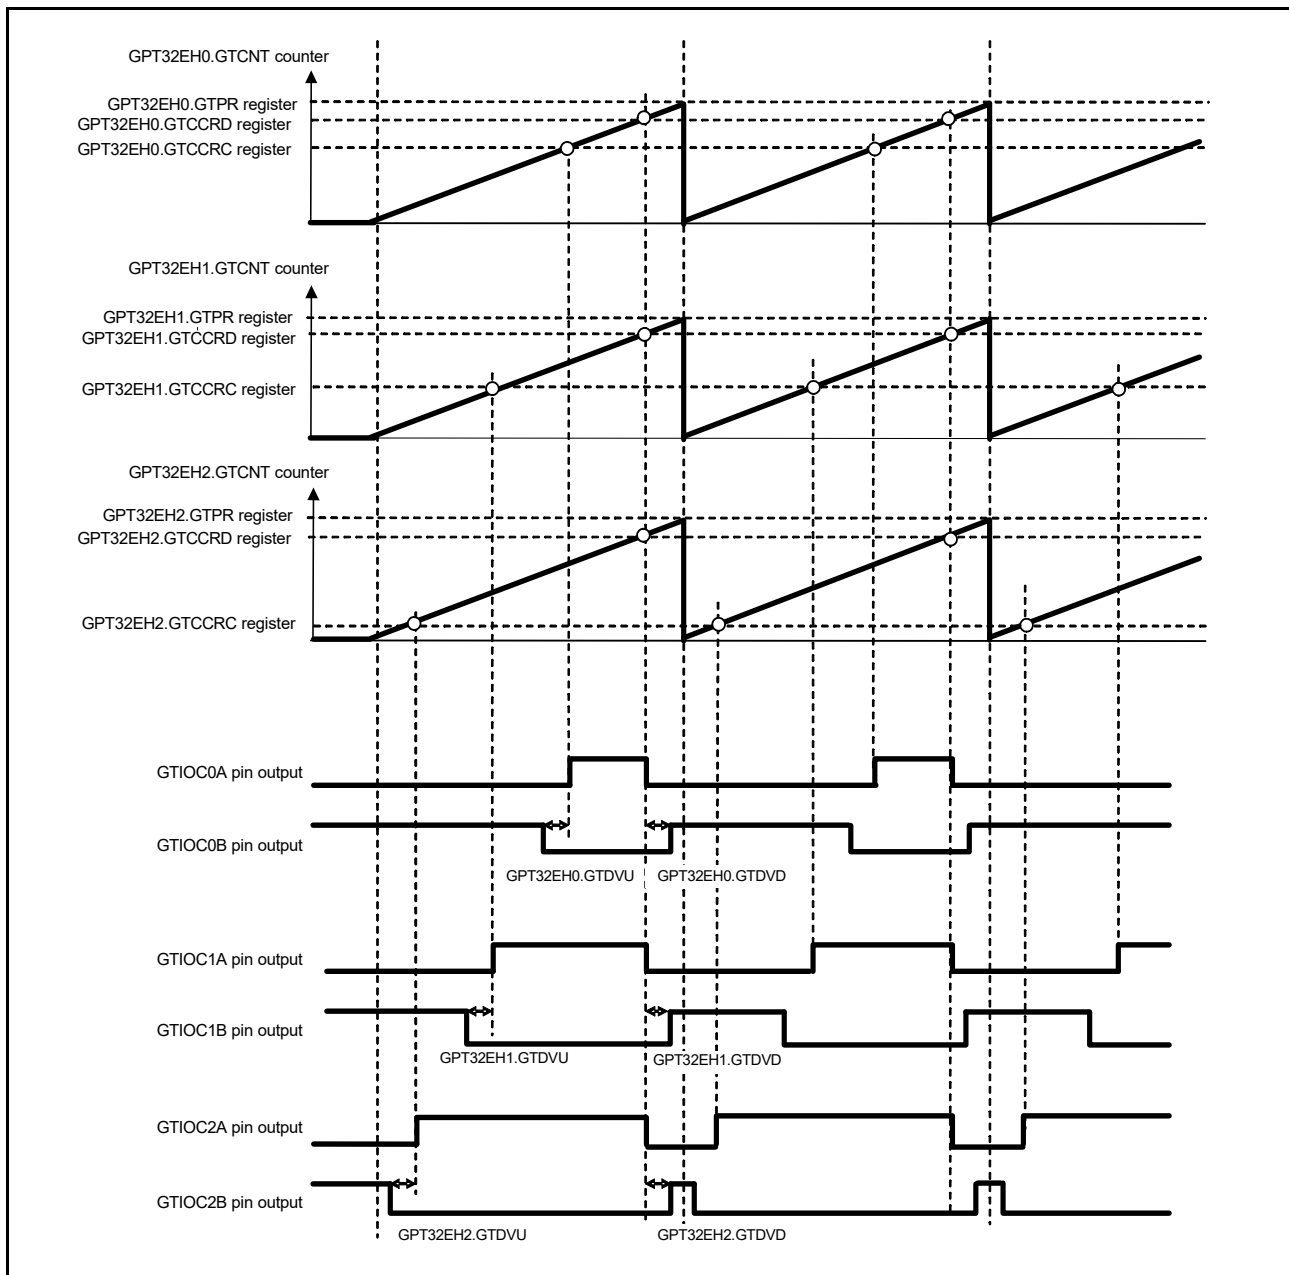 GPT32EH0.GTCNT counter
GPT32EH0.GTPR register
GPT32EH0.GTCCRD register
GPT32EH0.GTCCRC register
GPT32EH1.GTCNT counter
GPT32EH1.GTPR register
GPT32EH1.GTCCRD register
GPT32EH1.GTCCRC register
GPT32EH2.GTCNT counter
GPT32EH2.GTPR register
GPT32EH2.GTCCRD register
GPT32EH2.GTCCRC register
GTIOC0A pin output
GTIOC0B pin output
GPT32EH0.GTDVU GPT32EH0.GTDVD
GTIOC1A pin output
GTIOC1B pin output
GPT32EH1.GTDVU GPT32EH1.GTDVD
GTIOC2A pin output
GTIOC2B pin output
GPT32EH2.GTDVU GPT32EH2.GTDVD